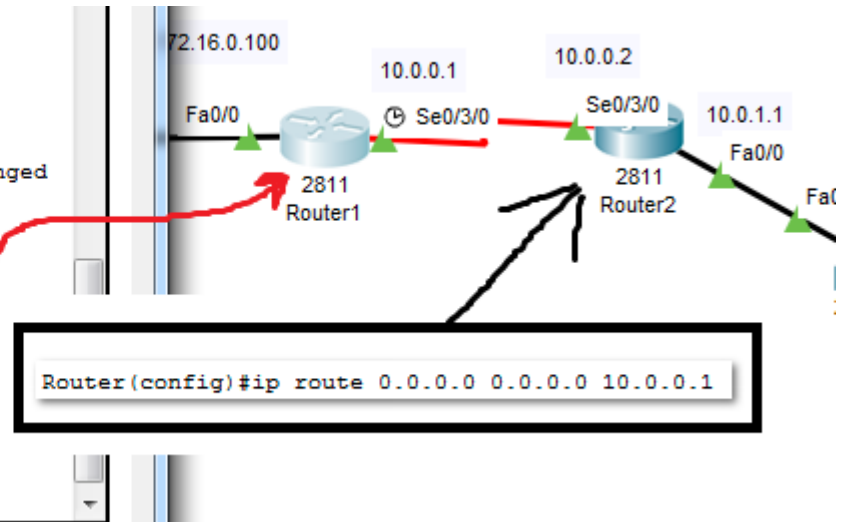 72.16.0.100
10.0.0.1
10.0.0.2
Fa0/0
Se0/3/0
Se0/3/0
10.0.1.1
Fa0/0
nged
2811
Router1
2811
Router2
Fa0
Router(config)#ip route 0.0.0.0 0.0.0.0 10.0.0.1